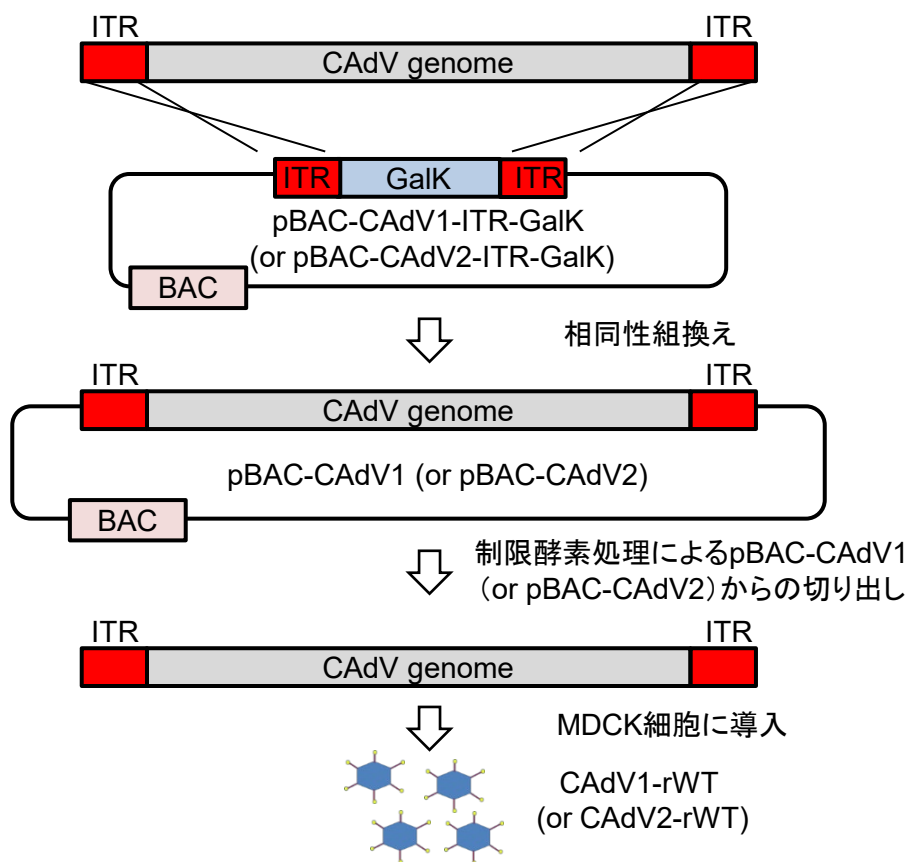 ITR ITR
CAdV genome
ITR GalK ITR
pBAC-CAdV1-ITR-GalK
(or pBAC-CAdV2-ITR-GalK)
BAC
相同性組換え
ITR ITR
CAdV genome
pBAC-CAdV1 (or pBAC-CAdV2)
BAC
制限酵素処理によるpBAC-CAdV1
（or pBAC-CAdV2）からの切り出し
ITR ITR
CAdV genome
MDCK細胞に導入
CAdV1-rWT
(or CAdV2-rWT)